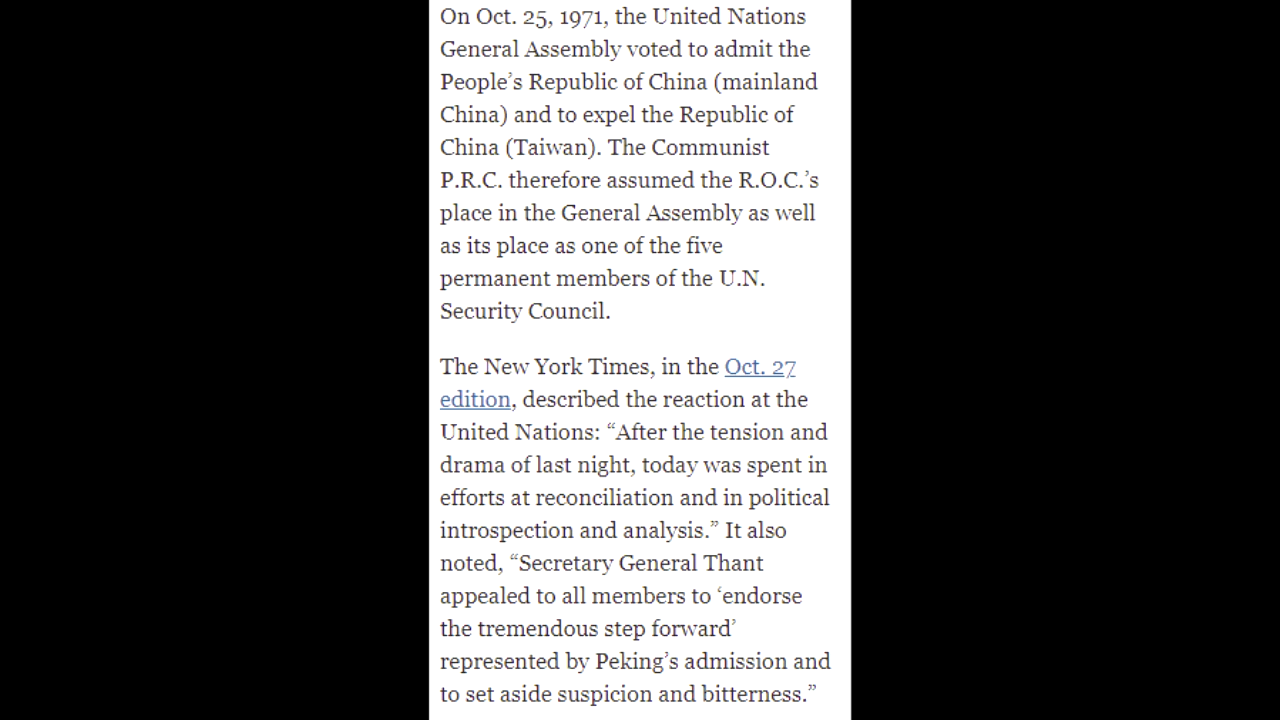 On Oct. 25, 1971, the United Nations
General Assembly voted to admit the
People’s Republic of China (mainland
China) and to expel the Republic of
China (Taiwan). The Communist
P.R.C. therefore assumed the R.O.C.’s
place in the General Assembly as well
as its place as one of the five
permanent members of the U.N.
Security Council.
The New York Times, in the Oct. 27
edition, described the reaction at the
United Nations: “After the tension and
drama of last night, today was spent in
efforts at reconciliation and in political
introspection and analysis.” It also
noted, “Secretary General Thant
appealed to all members to ‘endorse
the tremendous step forward’
represented by Peking’s admission and
to set aside suspicion and bitterness.”